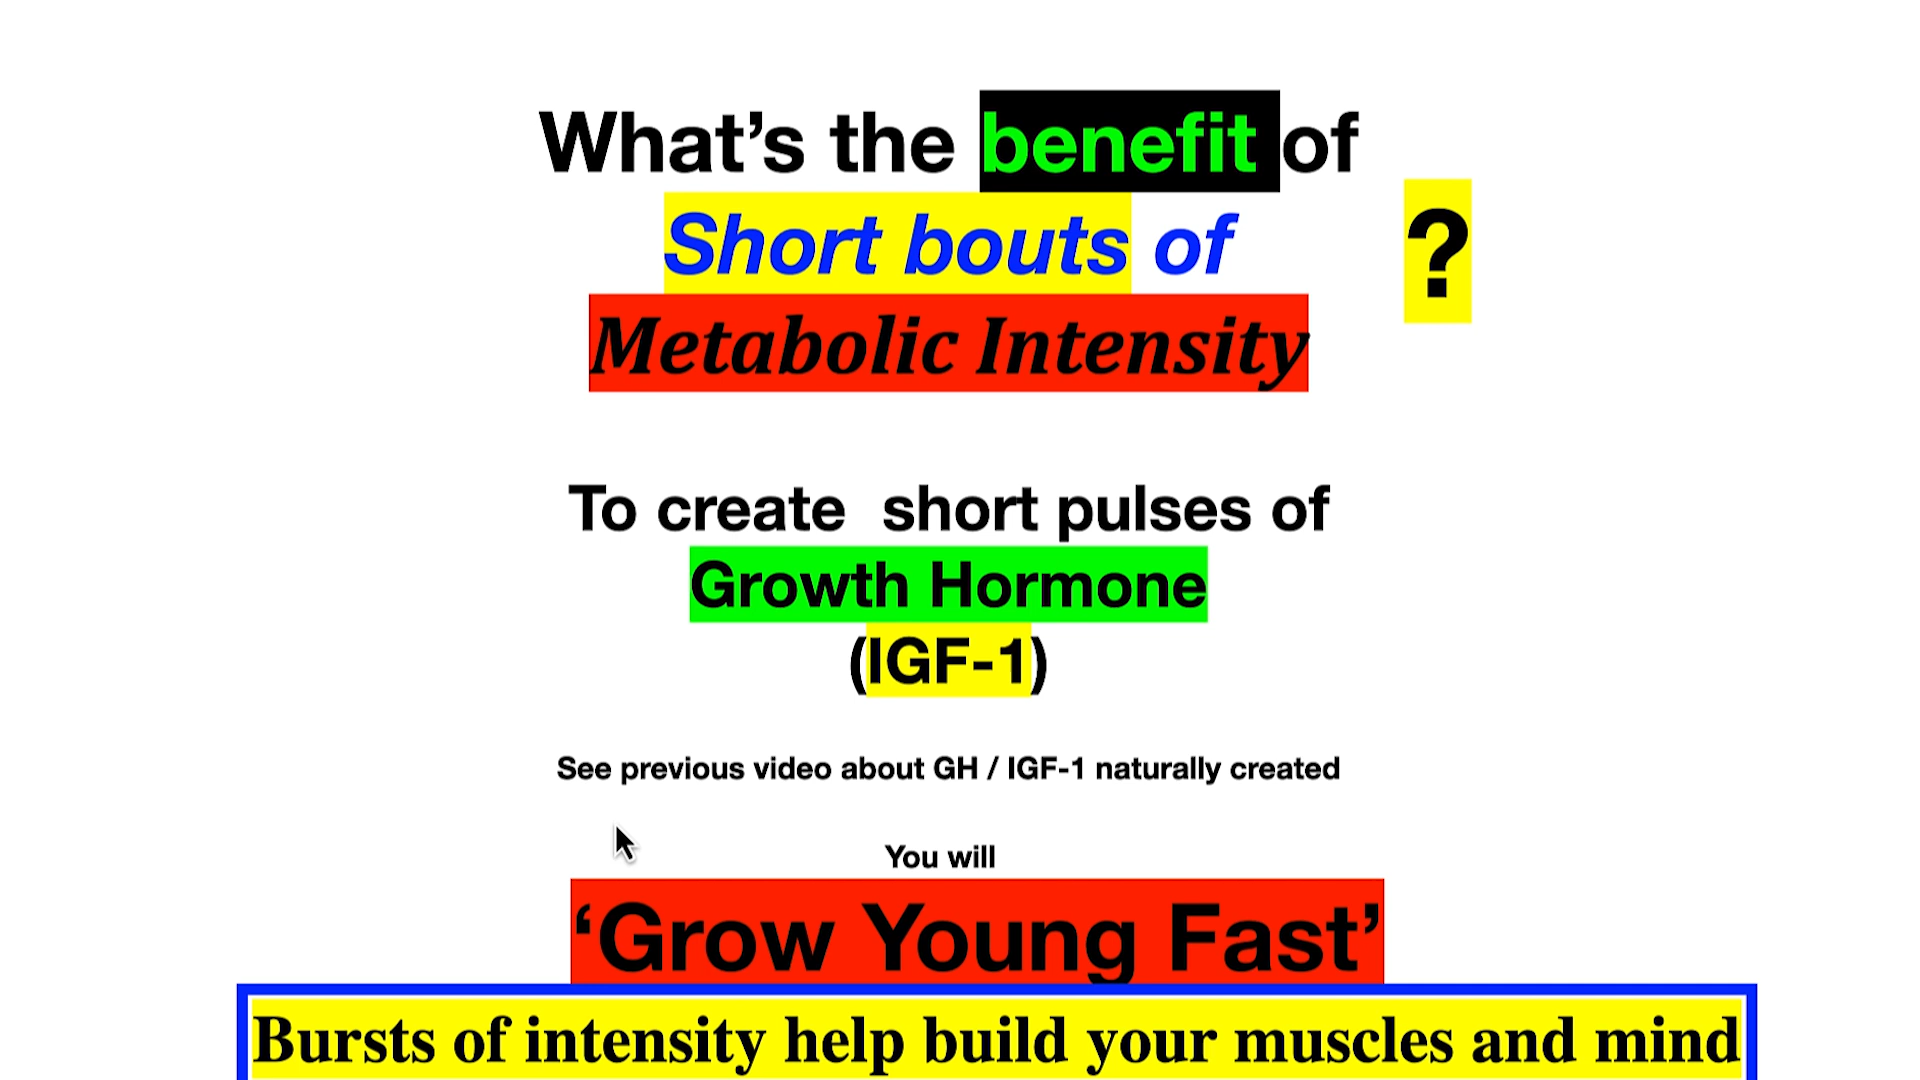 What’s the benefit of
Short bouts of
?
Metabolic Intensity
To create short pulses of
Growth Hormone
(IGF-1)
See previous video about GH / IGF-1 naturally created
You will
‘Grow Young Fast’
Bursts of intensity help build your muscles and mind